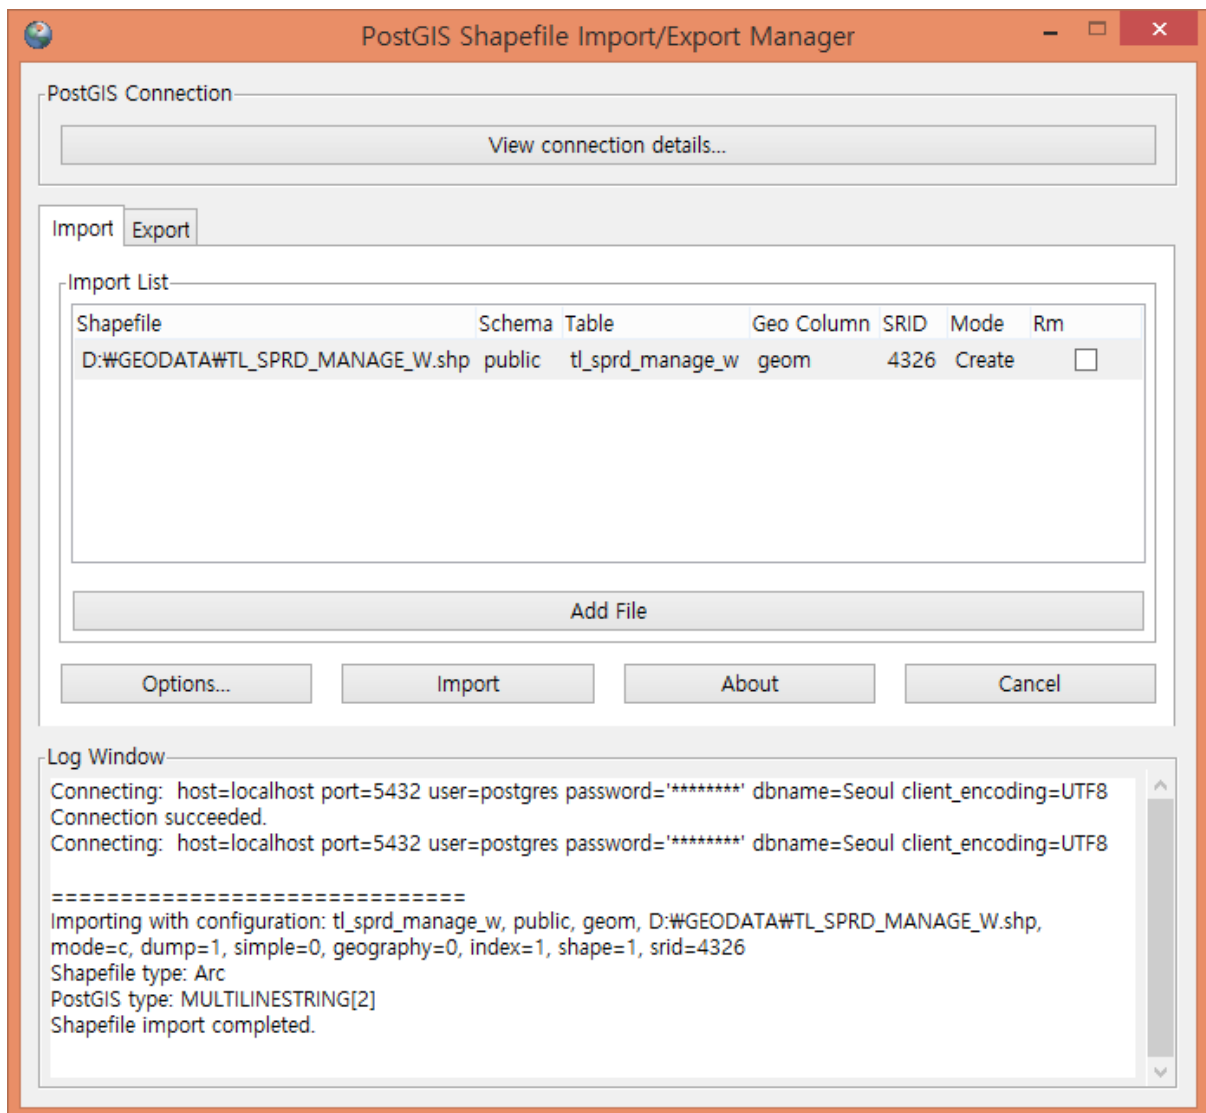 PostGIS Shapefile Import/Export Manager
PostGIS Connection
View connection details...
Import Export
Import List
Shapefile Schema Table Geo Column SRID Mode Rm
D:₩GEODATA₩TL_SPRD_MANAGE_W.shp public tl_sprd_manage_w geom 4326 Create
Add File
Options... Import About Cancel
Log Window
Connecting:  host=localhost port=5432 user=postgres password='********' dbname=Seoul client_encoding=UTF8
Connection succeeded.
Connecting:  host=localhost port=5432 user=postgres password='********' dbname=Seoul client_encoding=UTF8
==============================
Importing with configuration: tl_sprd_manage_w, public, geom, D:₩GEODATA₩TL_SPRD_MANAGE_W.shp,
mode=c, dump=1, simple=0, geography=0, index=1, shape=1, srid=4326
Shapefile type: Arc
PostGIS type: MULTILINESTRING[2]
Shapefile import completed.